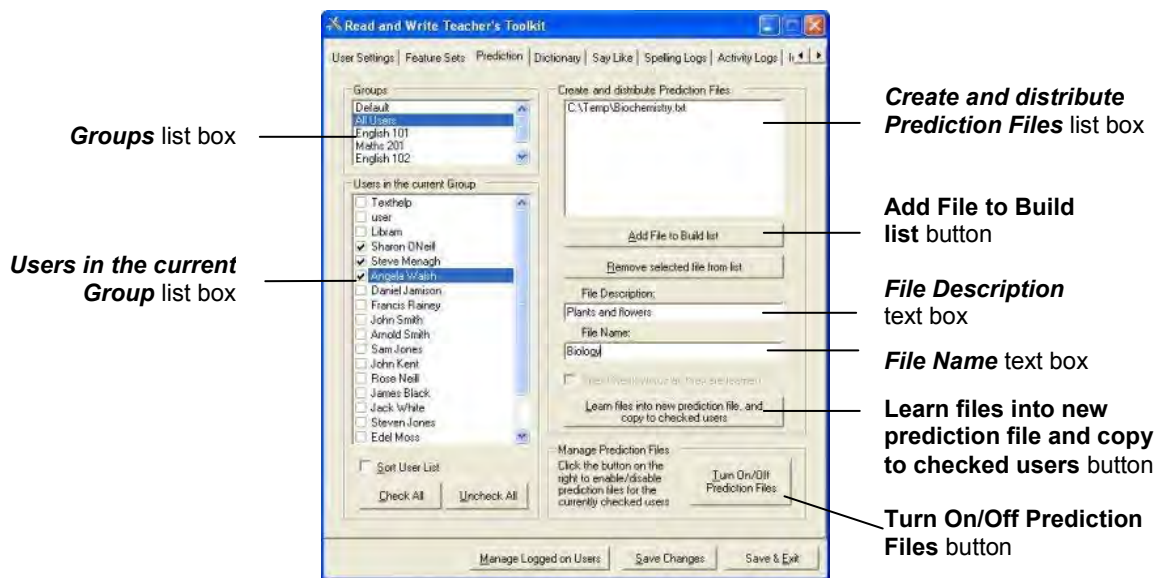 Read and Write Teacher's Toolkit
User Settings Feature Sets Prediction Dictionary Say Like Spelling Logs Activity Logs
Groups
Default
All Users
English 101
Maths 201
English 102
Users in the current Group
Texthelp
user
Libram
Sharon ONeill
Steve Menagh
Angela Walsh
Daniel Jamison
Francis Rainey
John Smith
Arnold Smith
Sam Jones
John Kent
Rose Neill
James Black
Jack White
Steven Jones
Edel Moss
Sort User List
Check All Uncheck All
Create and distribute Prediction Files
C:\Temp\Biochemistry.txt
Add File to Build list
Remove selected file from list
File Description:
Plants and flowers
File Name:
Biology
Learn files into new prediction file, and
copy to checked users
Manage Prediction Files
Click the button on the
right to enable/disable
prediction files for the
currently checked users
Turn On/Off
Prediction Files
Manage Logged on Users Save Changes Save & Exit
Groups list box
Users in the current
Group list box
Create and distribute
Prediction Files list box
Add File to Build
list button
File Description
text box
File Name text box
Learn files into new
prediction file and copy
to checked users button
Turn On/Off Prediction
Files button